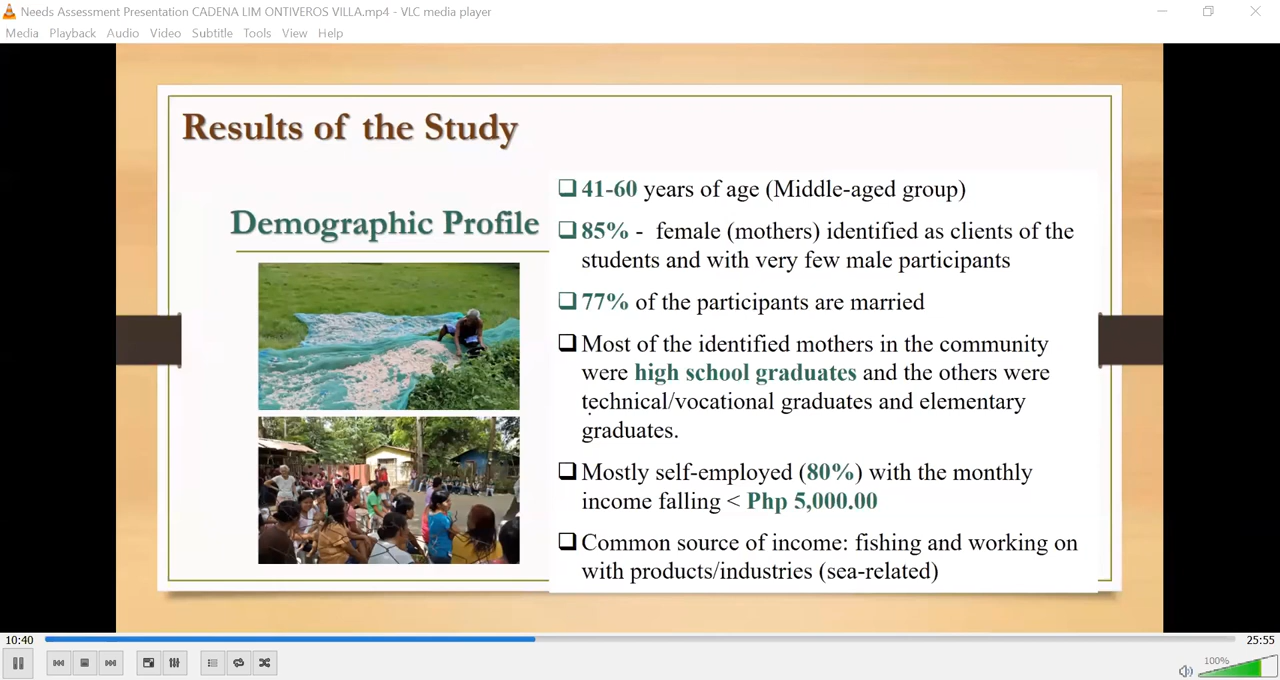 Needs Assessment Presentation CADENA LIM ONTIVEROS VILLA.mp4 - VLC media player
Media Playback Audio Video Subtitle Tools View Help
Results of the Study
Demographic Profile
41-60 years of age (Middle-aged group)
85% - female (mothers) identified as clients of the
students and with very few male participants
77% of the participants are married
Most of the identified mothers in the community
were high school graduates and the others were
technical/vocational graduates and elementary
graduates.
Mostly self-employed (80%) with the monthly
income falling < Php 5,000.00
Common source of income: fishing and working on
with products/industries (sea-related)
10:40
25:55
100%